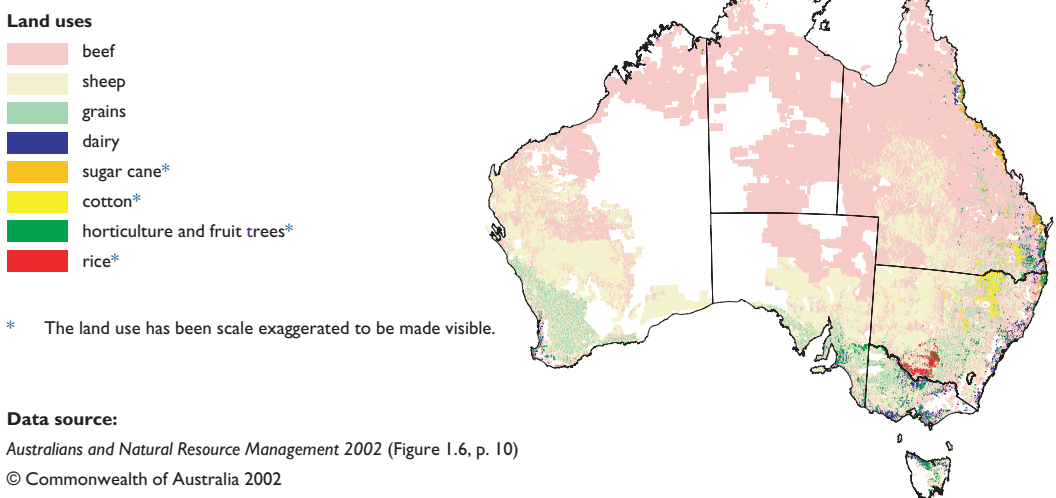 Land uses
beef
sheep
grains
dairy
sugar cane*
cotton*
horticulture and fruit trees*
rice*
* The land use has been scale exaggerated to be made visible.
Data source:
Australians and Natural Resource Management 2002 (Figure 1.6, p. 10)
© Commonwealth of Australia 2002